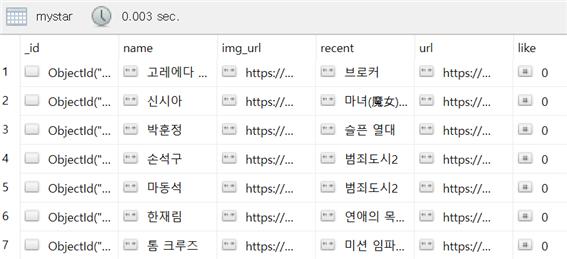 mystar 0.003 sec.
_id name img_url recent url like
1 ObjectId("... 고레에다 ... https://... 브로커 https://... 0
2 ObjectId("... 신시아 https://... 마녀(魔女)... https://... 0
3 ObjectId("... 박훈정 https://... 슬픈 열대 https://... 0
4 ObjectId("... 손석구 https://... 범죄도시2 https://... 0
5 ObjectId("... 마동석 https://... 범죄도시2 https://... 0
6 ObjectId("... 한재림 https://... 연애의 목... https://... 0
7 ObjectId("... 톰 크루즈 https://... 미션 임파... https://... 0